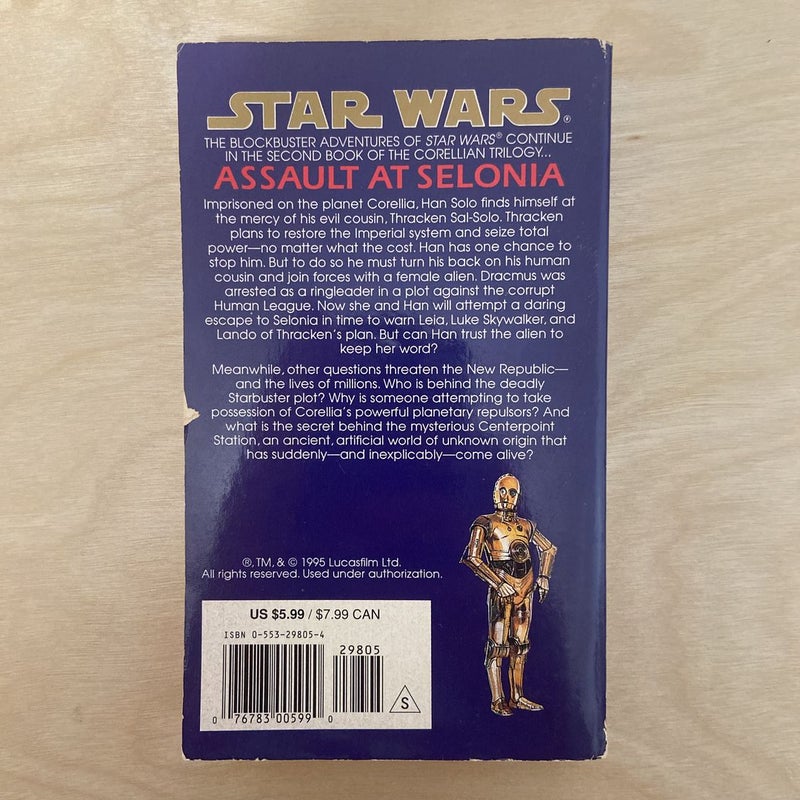 STAR WARS®
THE BLOCKBUSTER ADVENTURES OF STAR WARS® CONTINUE
IN THE SECOND BOOK OF THE CORELLIAN TRILOGY...
ASSAULT AT SELONIA
Imprisoned on the planet Corellia, Han Solo finds himself at
the mercy of his evil cousin, Thracken Sal-Solo. Thracken
plans to restore the Imperial system and seize total
power—no matter what the cost. Han has one chance to
stop him. But to do so he must turn his back on his human
cousin and join forces with a female alien. Dracmus was
arrested as a ringleader in a plot against the corrupt
Human League. Now she and Han will attempt a daring
escape to Selonia in time to warn Leia, Luke Skywalker, and
Lando of Thracken's plan. But can Han trust the alien to
keep her word?
Meanwhile, other questions threaten the New Republic—
and the lives of millions. Who is behind the deadly
Starbuster plot? Why is someone attempting to take
possession of Corellia's powerful planetary repulsors? And
what is the secret behind the mysterious Centerpoint
Station, an ancient, artificial world of unknown origin that
has suddenly—and inexplicably—come alive?
®, TM, & © 1995 Lucasfilm Ltd.
All rights reserved. Used under authorization.
US $5.99 / $7.99 CAN
ISBN 0-553-29805-4
29805
0 76783 00599 0
S